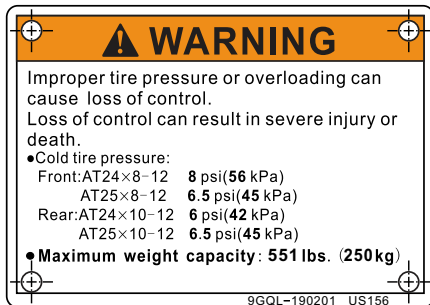 WARNING
Improper tire pressure or overloading can
cause loss of control.
Loss of control can result in severe injury or
death.
●Cold tire pressure:
Front:AT24×8-12 8 psi(56 kPa)
AT25×8-12 6.5 psi(45 kPa)
Rear:AT24×10-12 6 psi(42 kPa)
AT25×10-12 6.5 psi(45 kPa)
●Maximum weight capacity: 551 lbs. (250kg)
9GQL-190201 US156